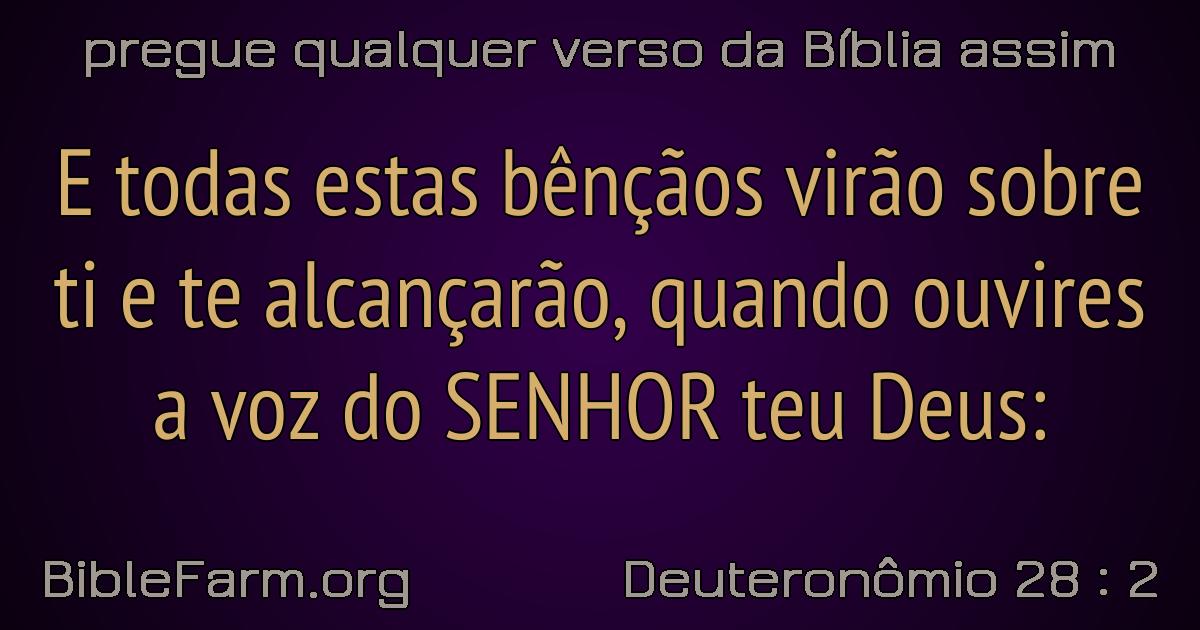 pregue qualquer verso da Bíblia assim
E todas estas bênçãos virão sobre
ti e te alcançarão, quando ouvires
a voz do SENHOR teu Deus:
BibleFarm.org
Deuteronômio 28 : 2